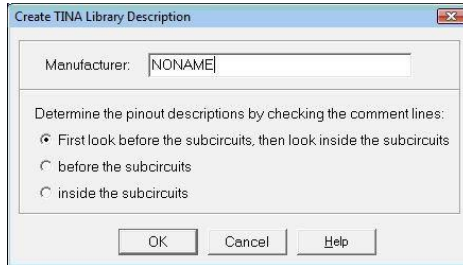 Create TINA Library Description
Manufacturer: NONAME
Determine the pinout descriptions by checking the comment lines:
First look before the subcircuits, then look inside the subcircuits
before the subcircuits
inside the subcircuits
OK Cancel Help